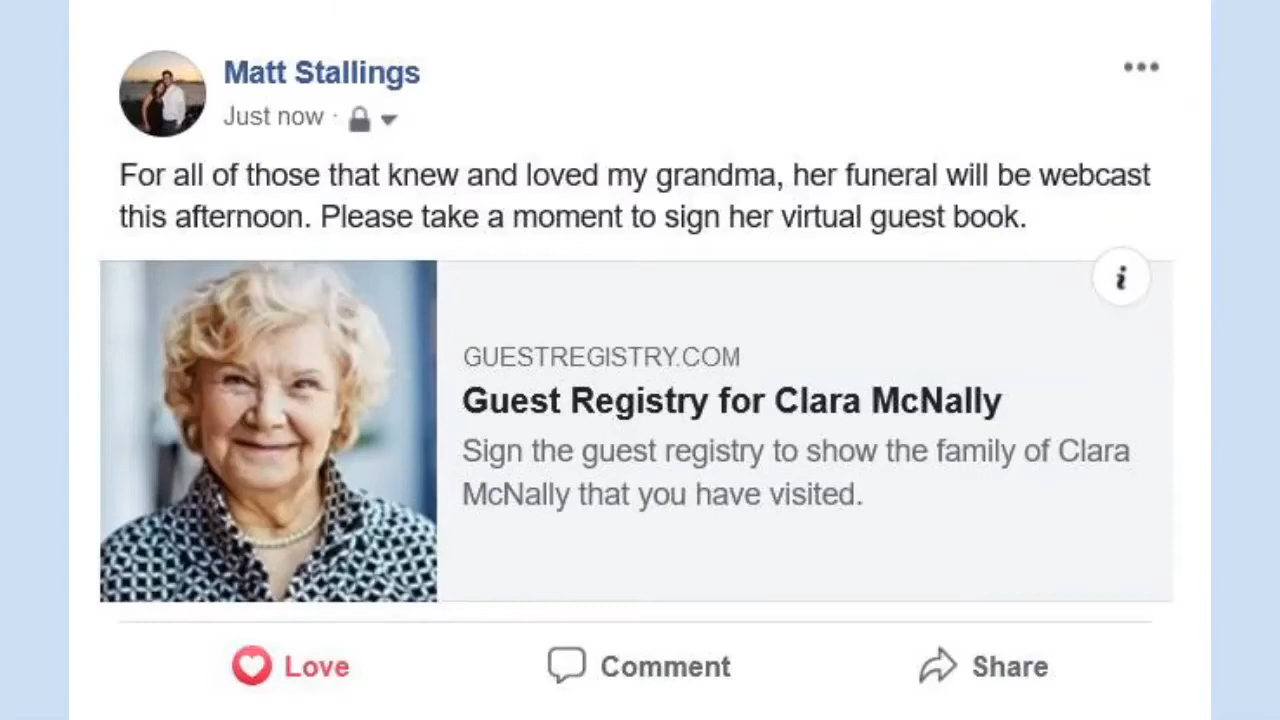 Matt Stallings
Just now ·
For all of those that knew and loved my grandma, her funeral will be webcast
this afternoon. Please take a moment to sign her virtual guest book.
i
GUESTREGISTRY.COM
Guest Registry for Clara McNally
Sign the guest registry to show the family of Clara
McNally that you have visited.
Love
Comment
Share